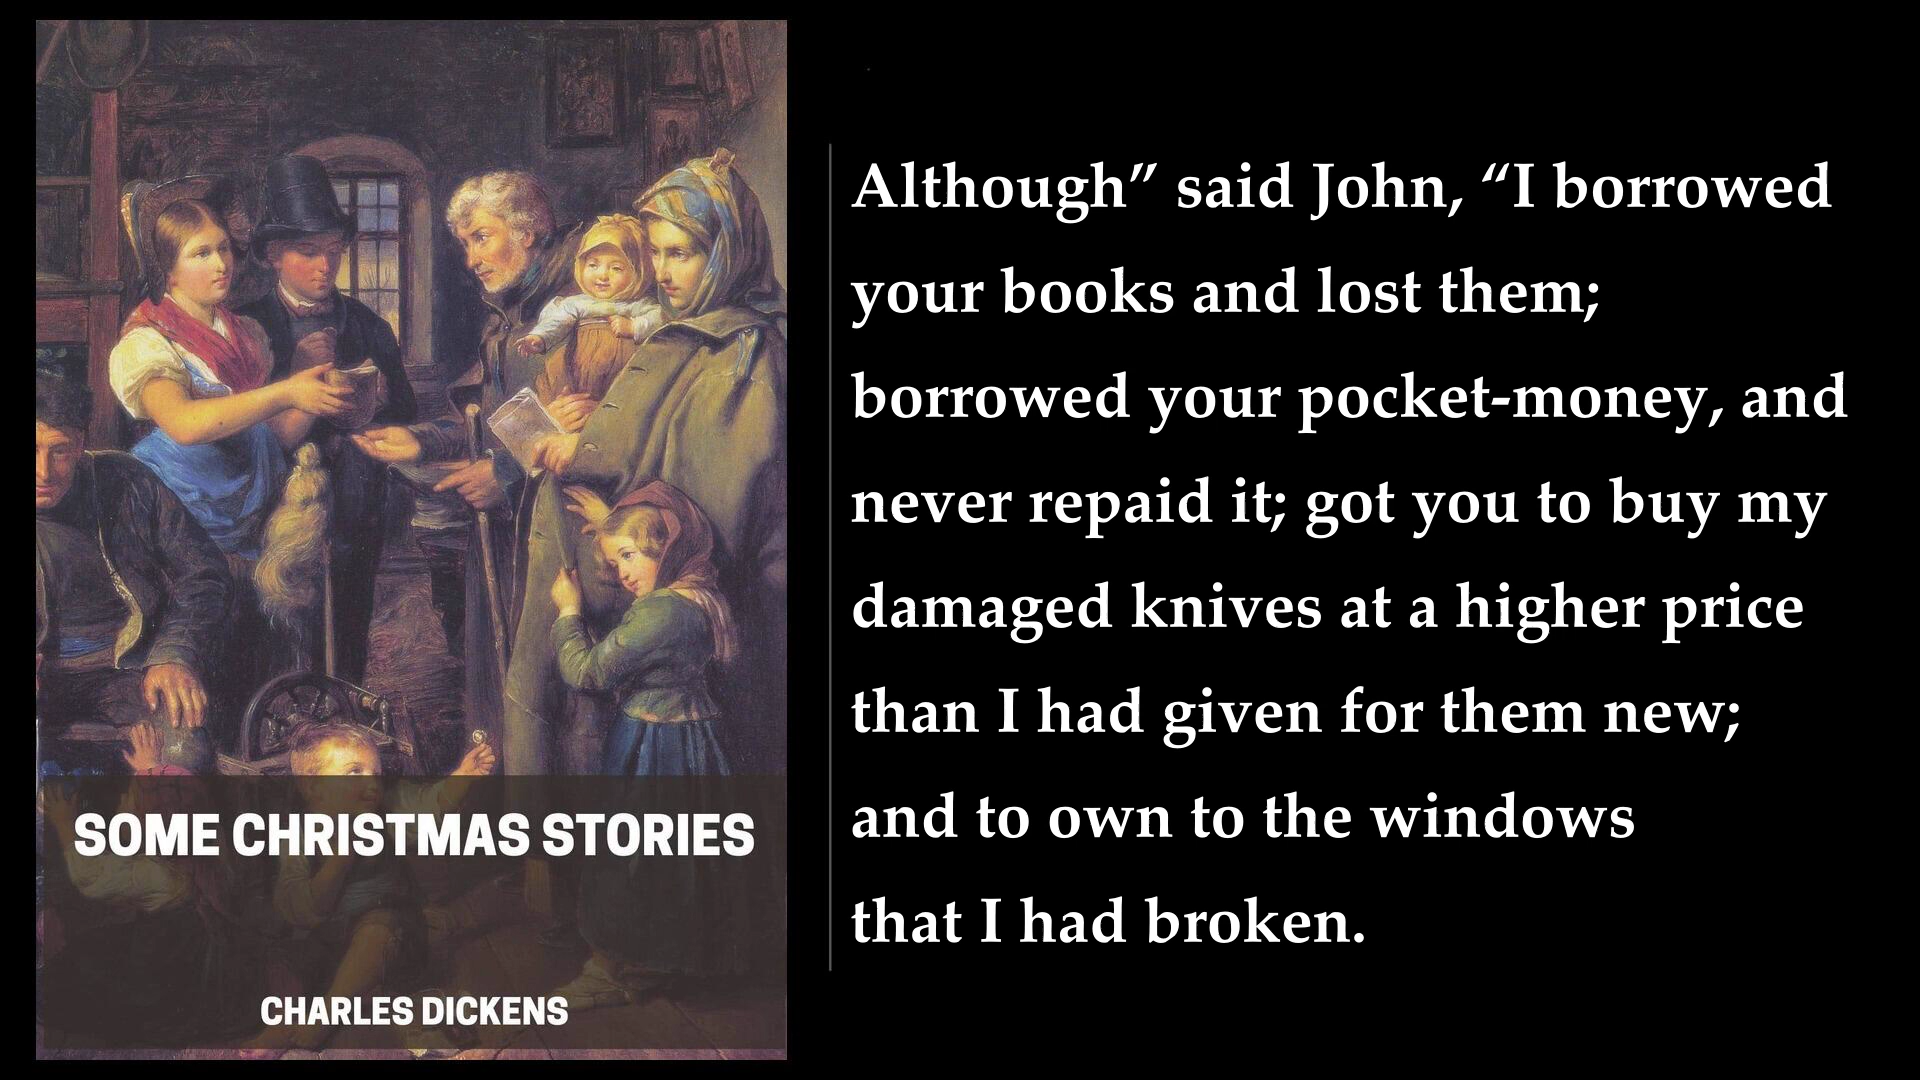 SOME CHRISTMAS STORIES
CHARLES DICKENS
Although” said John, “I borrowed
your books and lost them;
borrowed your pocket-money, and
never repaid it; got you to buy my
damaged knives at a higher price
than I had given for them new;
and to own to the windows
that I had broken.